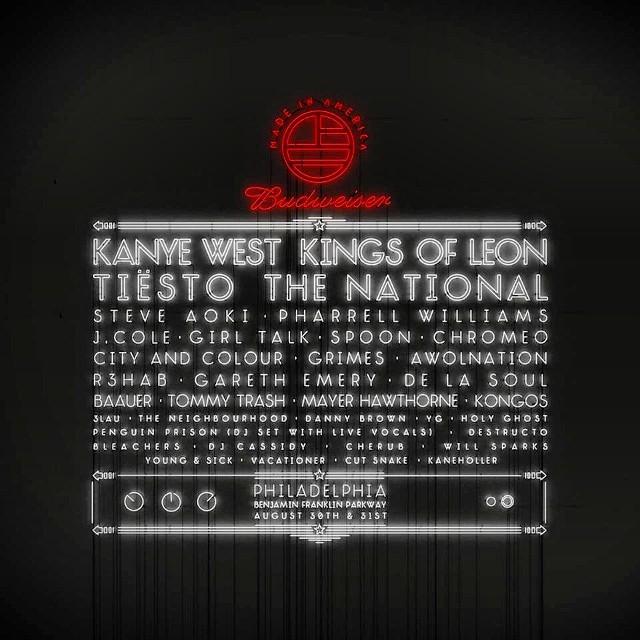 MADE IN AMERICA
Budweiser
KANYE WEST KINGS OF LEON
TIËSTO THE NATIONAL
STEVE AOKI · PHARRELL WILLIAMS
J. COLE · GIRL TALK · SPOON · CHROMEO
CITY AND COLOUR · GRIMES · AWOLNATION
R3HAB · GARETH EMERY · DE LA SOUL
BAAUER · TOMMY TRASH · MAYER HAWTHORNE · KONGOS
3LAU · THE NEIGHBOURHOOD · DANNY BROWN · YG · HOLY GHOST
PENGUIN PRISON (DJ SET WITH LIVE VOCALS) · DESTRUCTO
BLEACHERS · DJ CASSIDY · CHERUB · WILL SPARKS
YOUNG & SICK · VACATIONER · CUT SNAKE · KANEHOLLER
PHILADELPHIA
BENJAMIN FRANKLIN PARKWAY
AUGUST 30TH & 31ST